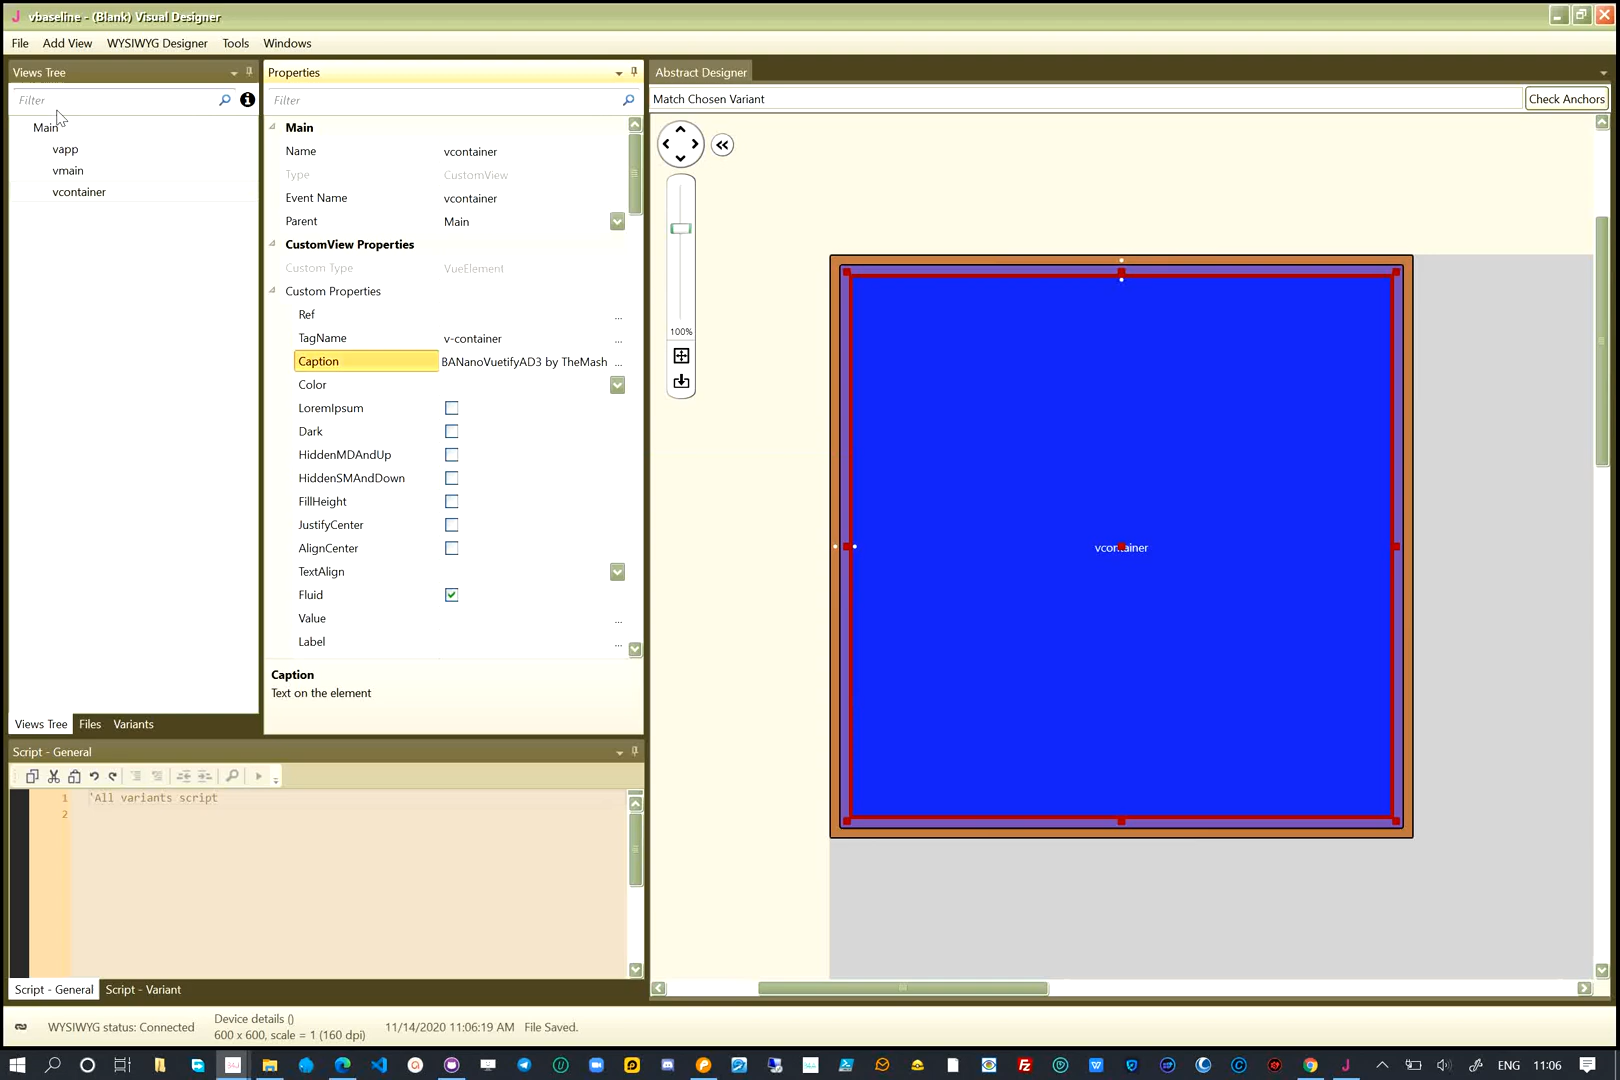 vbaseline - (Blank) Visual Designer
File Add View WYSIWYG Designer Tools Windows
Views Tree
Filter
Main
vapp
vmain
vcontainer
Views Tree Files Variants
Properties
Filter
Main
Name vcontainer
Type CustomView
Event Name vcontainer
Parent Main
CustomView Properties
Custom Type VueElement
Custom Properties
Ref ...
TagName v-container ...
Caption BANanoVuetifyAD3 by TheMash ...
Color
LoremIpsum
Dark
HiddenMDAndUp
HiddenSMAndDown
FillHeight
JustifyCenter
AlignCenter
TextAlign
Fluid
Value ...
Label ...
Caption
Text on the element
Abstract Designer
Match Chosen Variant Check Anchors
100%
vcontainer
Script - General
1 'All variants script
2
Script - General Script - Variant
WYSIWYG status: Connected
Device details ()
600 x 600, scale = 1 (160 dpi)
11/14/2020 11:06:19 AM File Saved.
ENG 11:06